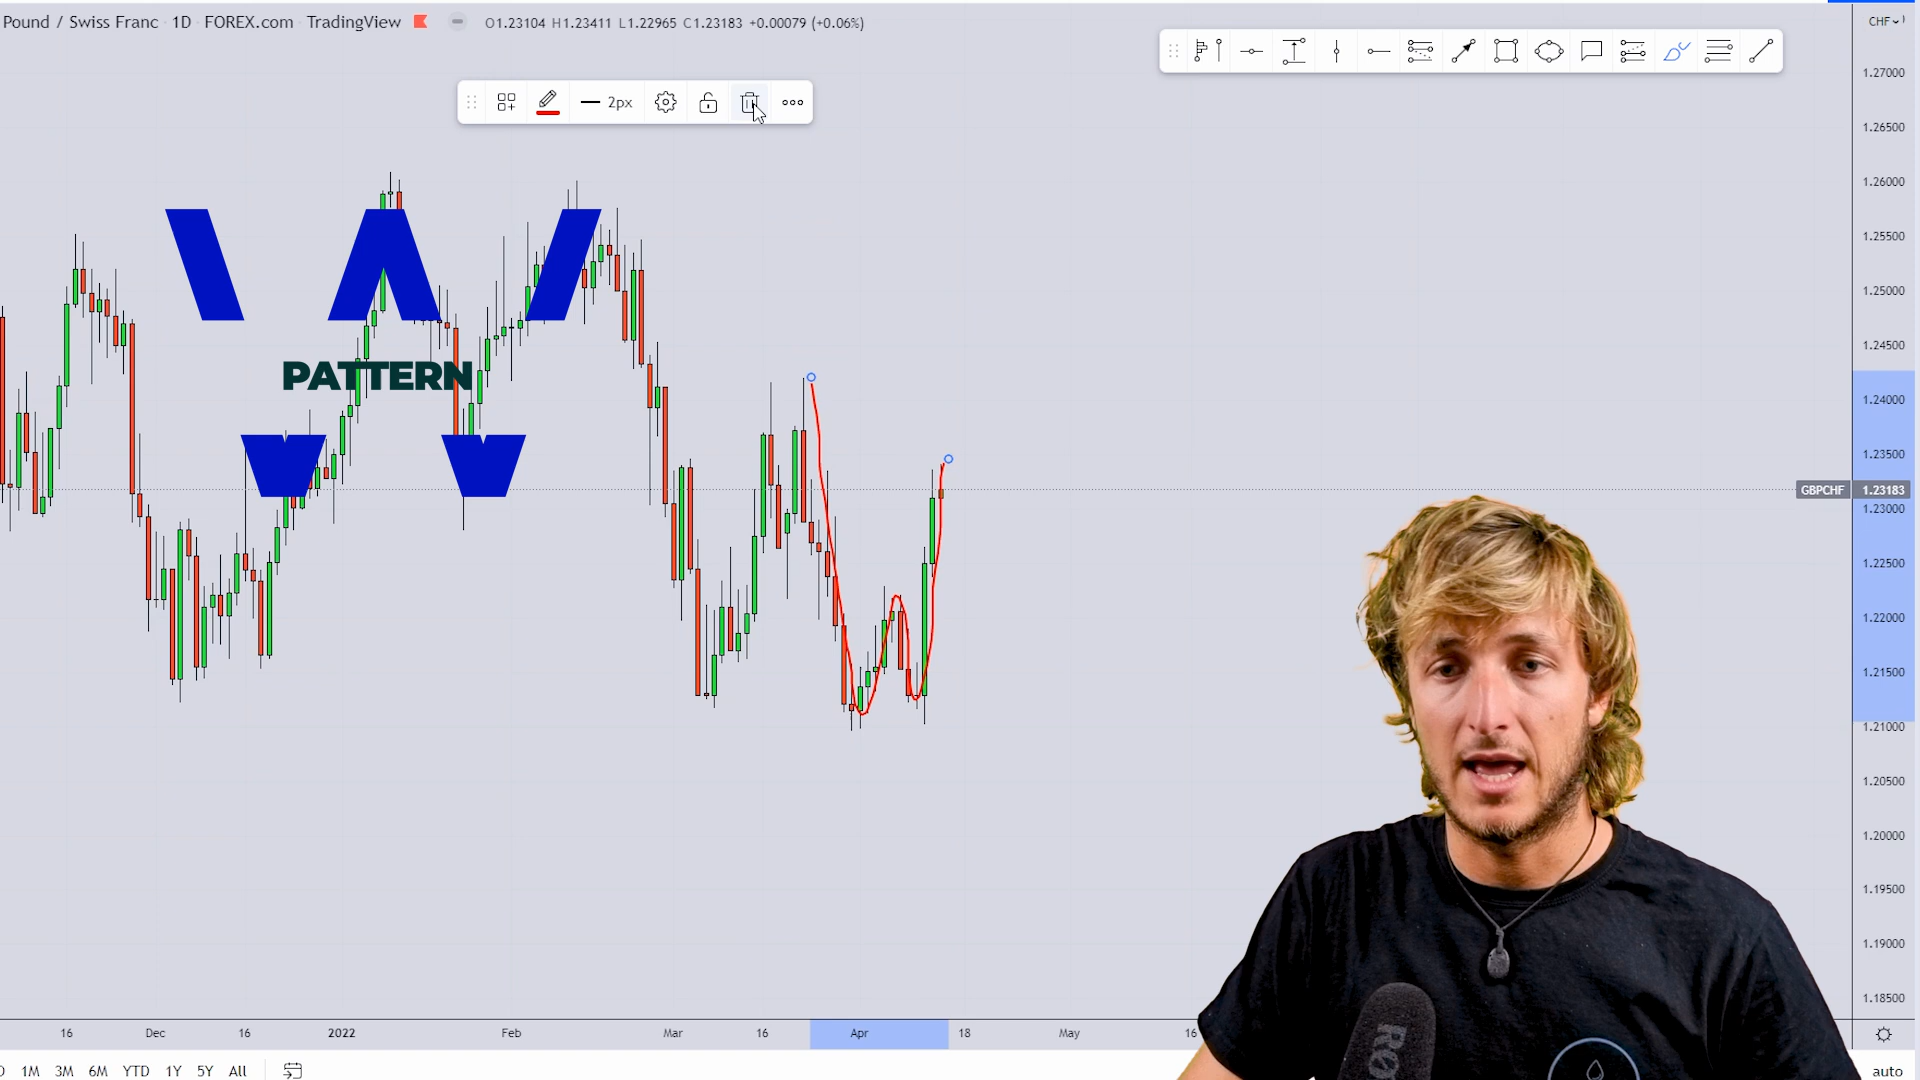 Pound / Swiss Franc · 1D · FOREX.com · TradingView O1.23104 H1.23411 L1.22965 C1.23183 +0.00079 (+0.06%)
CHF
1.27000
2px
1.26500
1.26000
1.25500
1.25000
1.24500
W
PATTERN
1.24000
1.23500
GBPCHF 1.23183
1.23000
1.22500
1.22000
1.21500
1.21000
1.20500
1.20000
1.19500
1.19000
1.18500
RØ
16 Dec 16 2022 Feb Mar 16 Apr 18 May 16
1M 3M 6M YTD 1Y 5Y All
auto